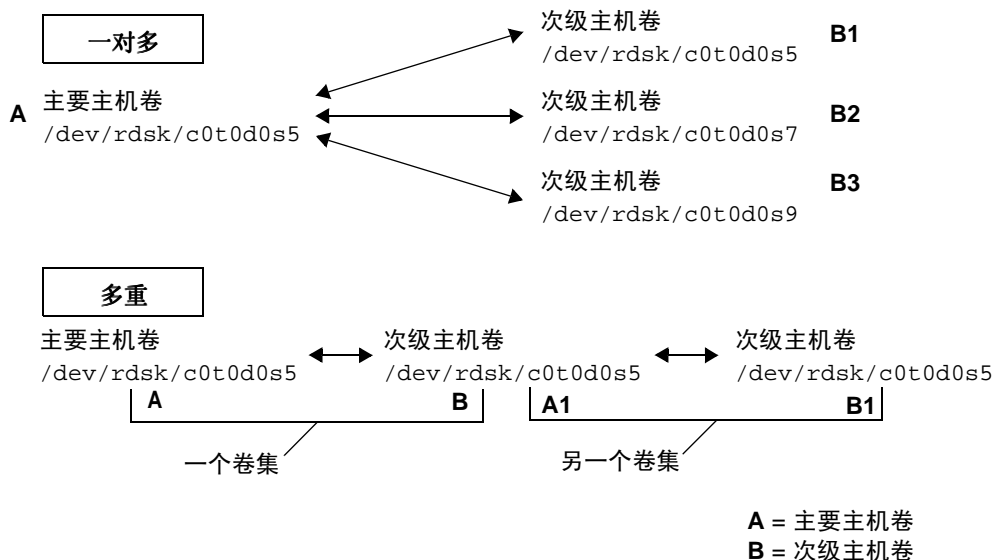 一对多
次级主机卷 B1
/dev/rdsk/c0t0d0s5
A 主要主机卷
/dev/rdsk/c0t0d0s5
次级主机卷 B2
/dev/rdsk/c0t0d0s7
次级主机卷 B3
/dev/rdsk/c0t0d0s9
多重
主要主机卷 次级主机卷 次级主机卷
/dev/rdsk/c0t0d0s5 /dev/rdsk/c0t0d0s5 /dev/rdsk/c0t0d0s5
A B A1 B1
一个卷集 另一个卷集
A = 主要主机卷
B = 次级主机卷